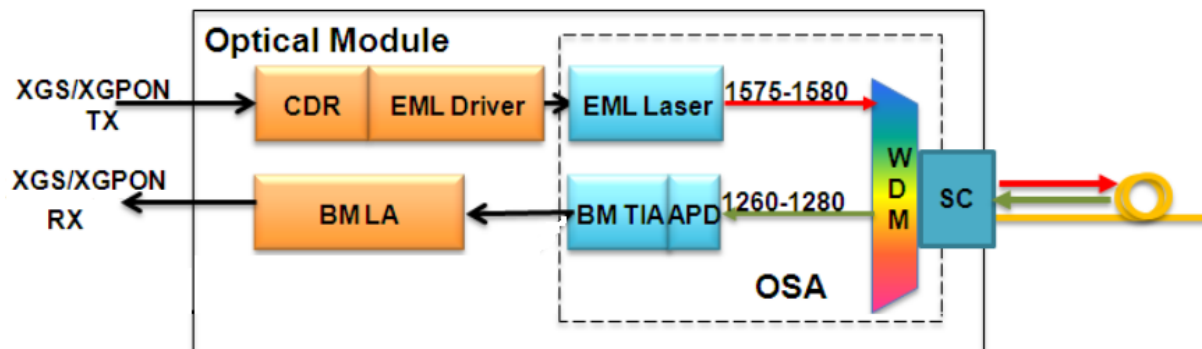 Optical Module
XGS/XGPON
TX
CDR
EML Driver
EML Laser
1575-1580
XGS/XGPON
RX
BM LA
BM TIA
APD
1260-1280
W
D
M
SC
OSA